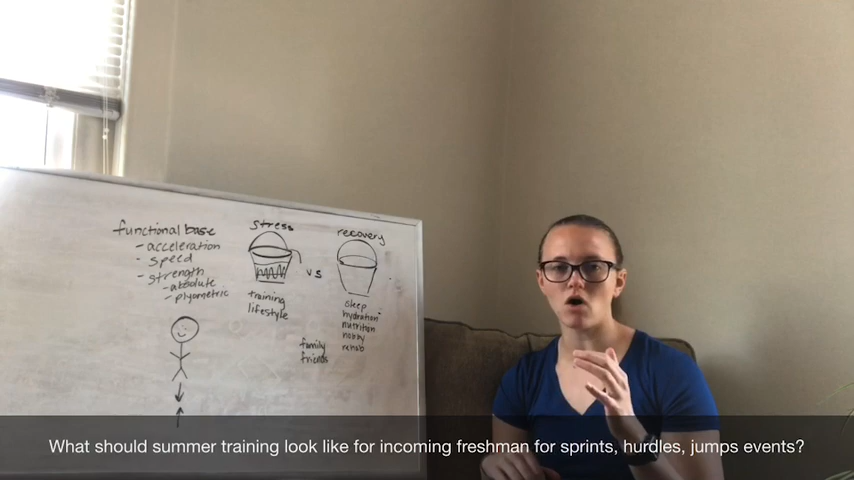 functional base
- acceleration
- speed
- strength
- absolute
- plyometric
stress
vs
recovery
training
lifestyle
sleep
hydration
nutrition
hobby
rehab
family
friends
What should summer training look like for incoming freshman for sprints, hurdles, jumps events?